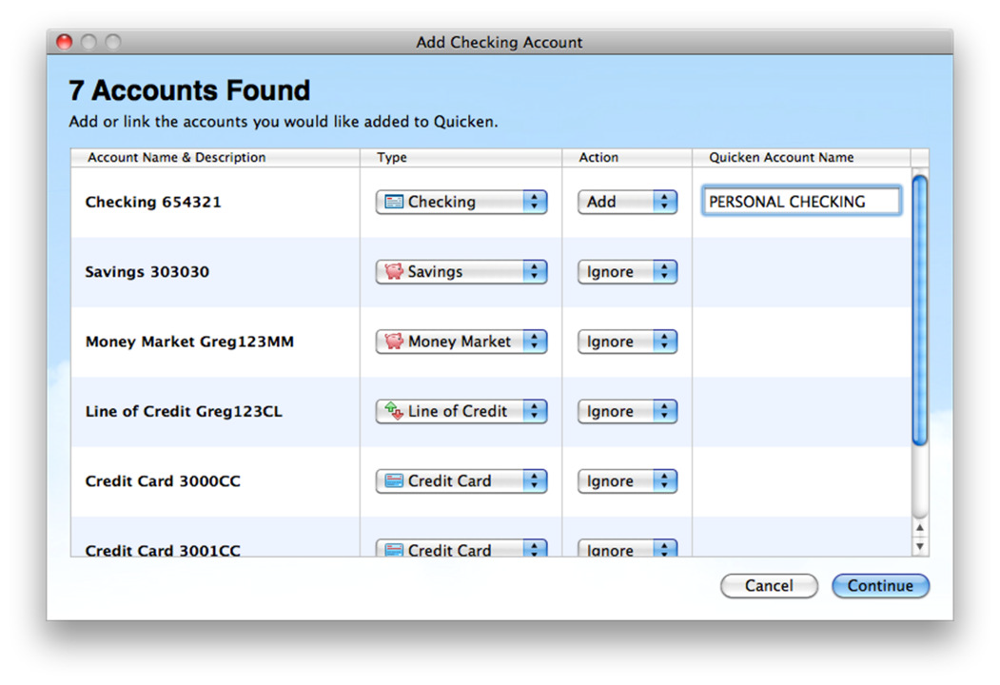 Add Checking Account
7 Accounts Found
Add or link the accounts you would like added to Quicken.
Account Name & Description Type Action Quicken Account Name
Checking 654321 Checking Add PERSONAL CHECKING
Savings 303030 Savings Ignore
Money Market Greg123MM Money Market Ignore
Line of Credit Greg123CL Line of Credit Ignore
Credit Card 3000CC Credit Card Ignore
Credit Card 3001CC Credit Card Ignore
Cancel Continue